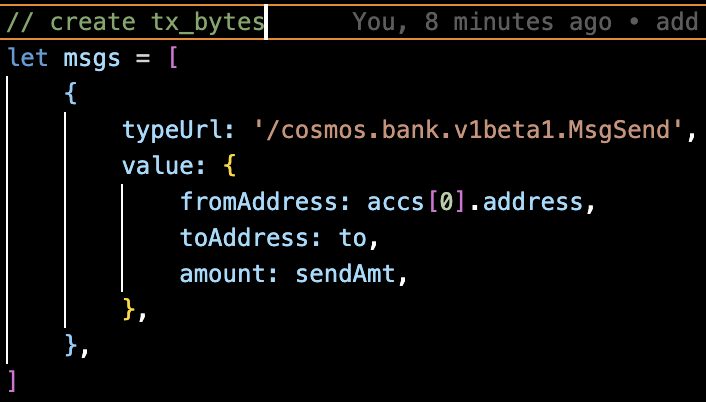 // create tx_bytes You, 8 minutes ago • add
let msgs = [
{
typeUrl: '/cosmos.bank.v1beta1.MsgSend',
value: {
fromAddress: accs[0].address,
toAddress: to,
amount: sendAmt,
},
},
]